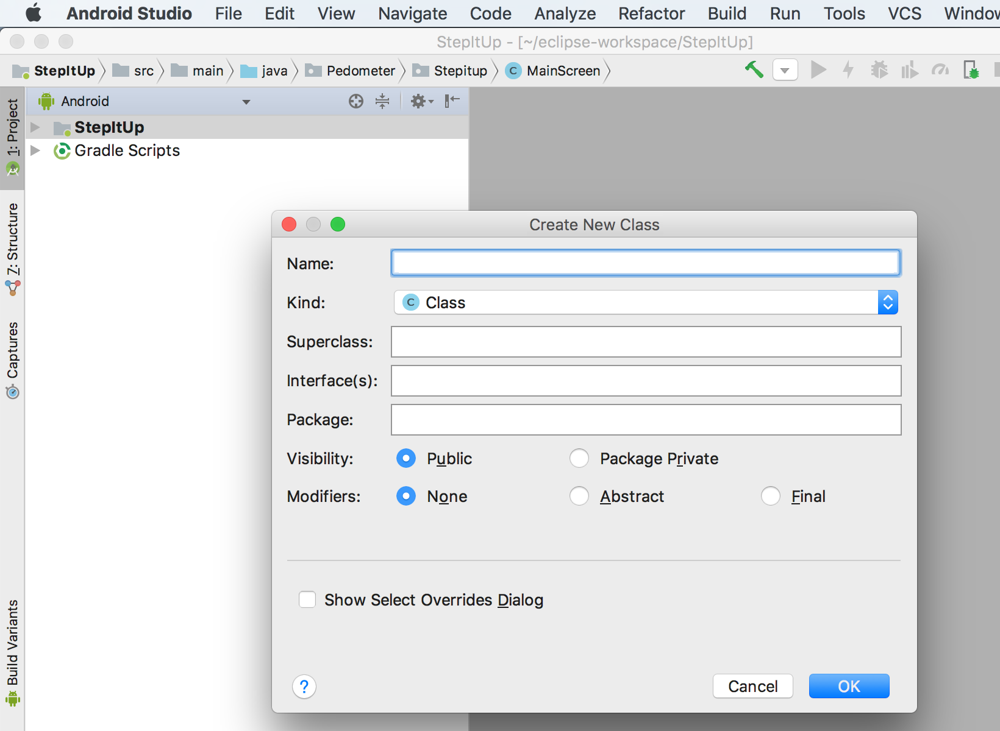 Android Studio File Edit View Navigate Code Analyze Refactor Build Run Tools VCS Window
StepItUp - [~/eclipse-workspace/StepItUp]
StepItUp src main java Pedometer Stepitup C MainScreen
Android
StepItUp
Gradle Scripts
1: Project
7: Structure
Captures
Build Variants
Create New Class
Name:
Kind: C Class
Superclass:
Interface(s):
Package:
Visibility: Public Package Private
Modifiers: None Abstract Final
Show Select Overrides Dialog
? Cancel OK